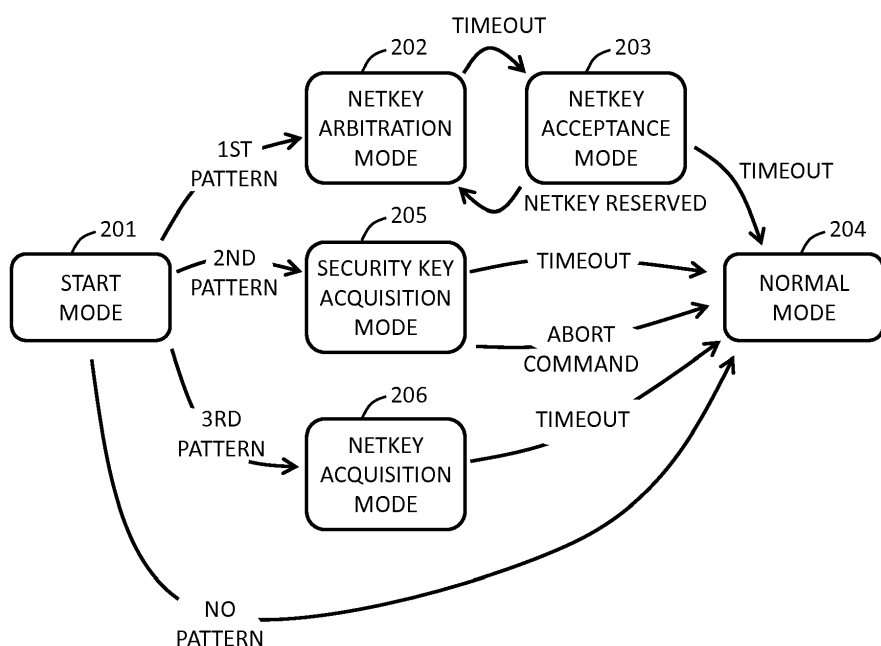 TIMEOUT
202
203
NETKEY
ARBITRATION
MODE
NETKEY
ACCEPTANCE
MODE
1ST
PATTERN
TIMEOUT
NETKEY RESERVED
201
205
204
START
MODE
2ND
PATTERN
SECURITY KEY
ACQUISITION
MODE
TIMEOUT
NORMAL
MODE
ABORT
COMMAND
206
3RD
PATTERN
NETKEY
ACQUISITION
MODE
TIMEOUT
NO
PATTERN